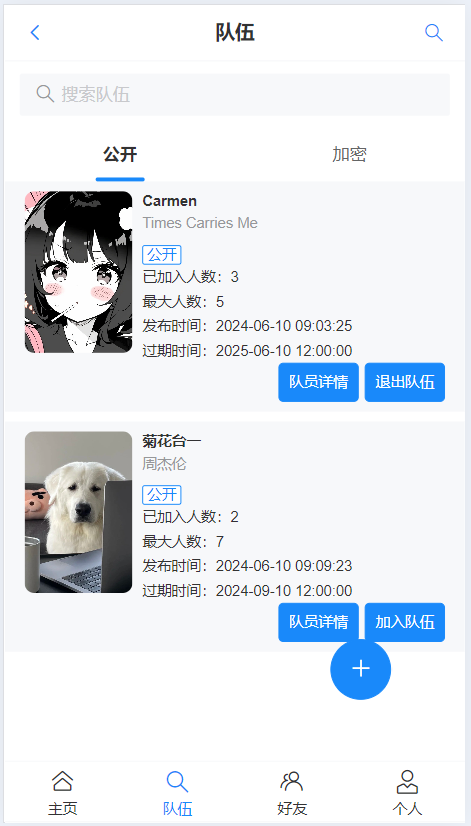 队伍
搜索队伍
公开 加密
Carmen
Times Carries Me
公开
已加入人数：3
最大人数：5
发布时间：2024-06-10 09:03:25
过期时间：2025-06-10 12:00:00
队员详情 退出队伍
菊花台一
周杰伦
公开
已加入人数：2
最大人数：7
发布时间：2024-06-10 09:09:23
过期时间：2024-09-10 12:00:00
队员详情 加入队伍
主页 队伍 好友 个人